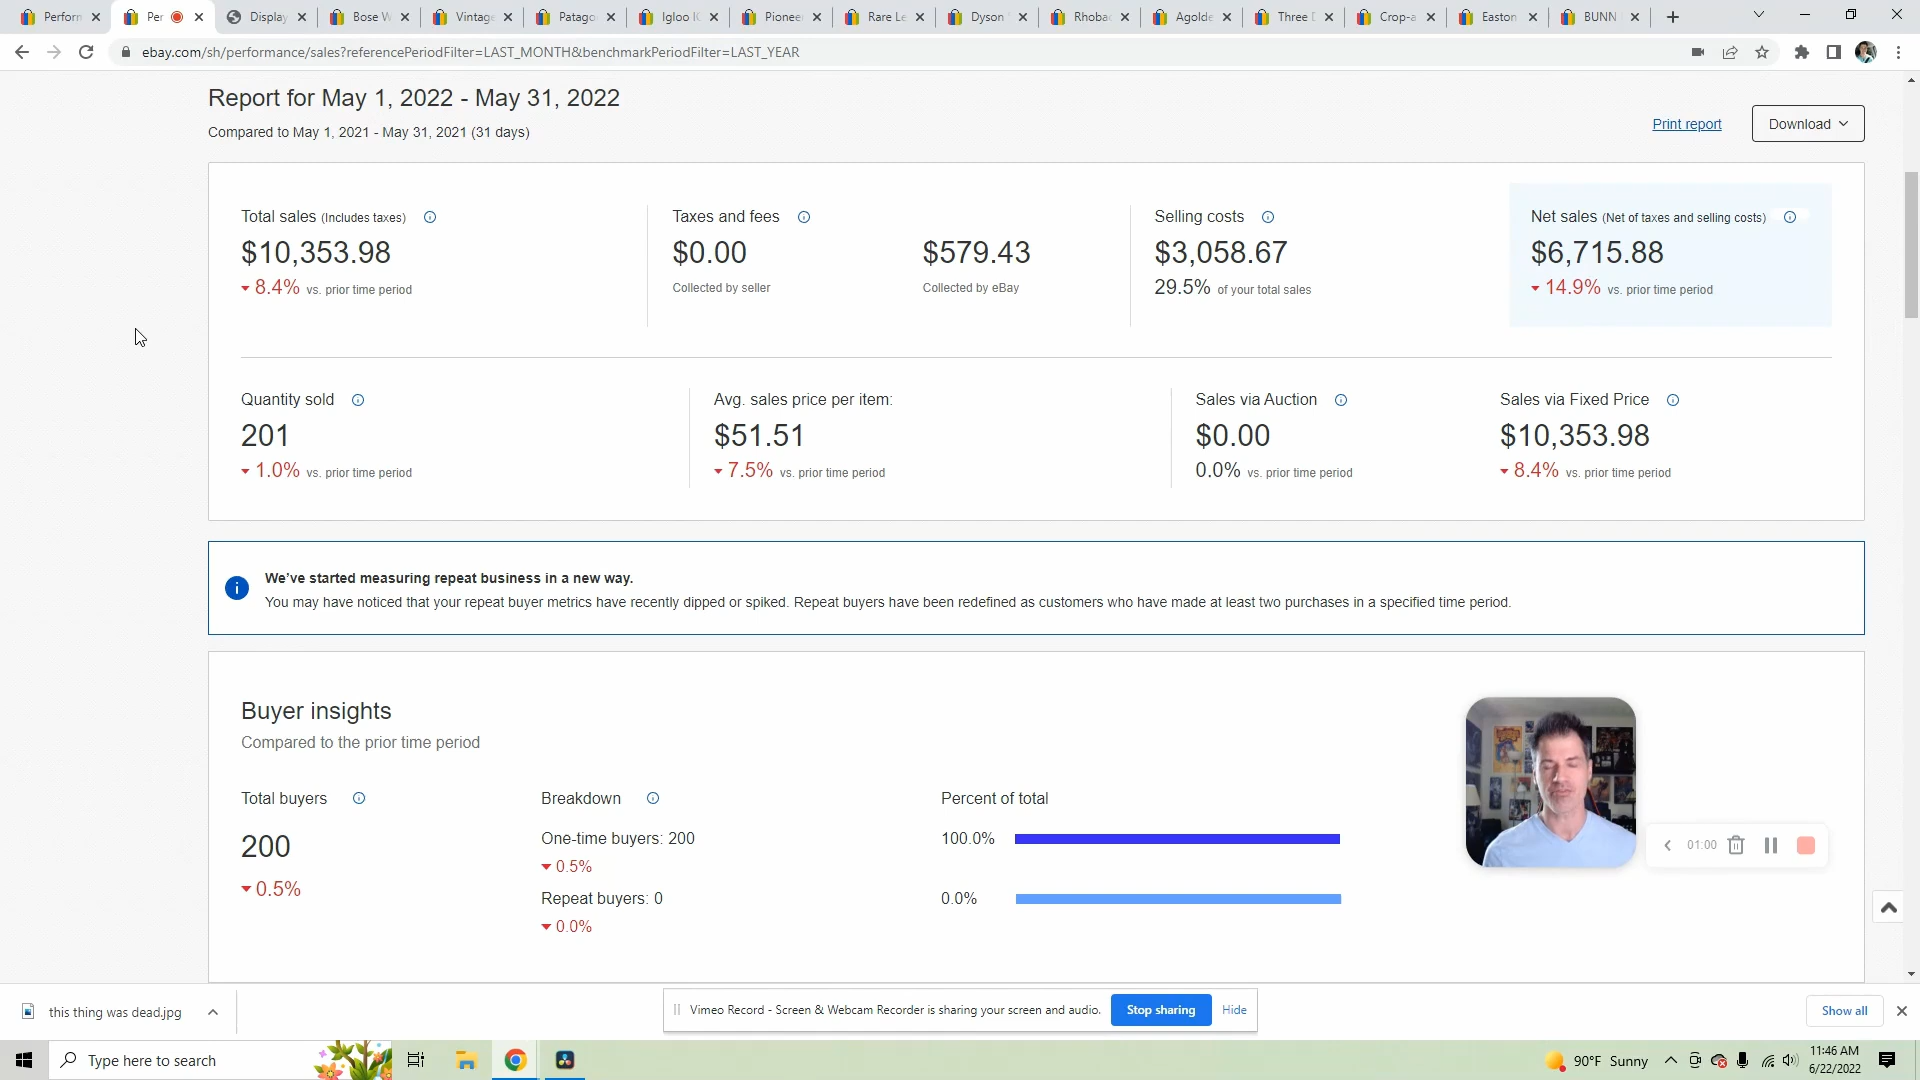 Perform
Per
Display
Bose W
Vintage
Patago
Igloo K
Pioneer
Rare Le
Dyson
Rhobac
Agolde
Three D
Crop-a
Easton
BUNN
ebay.com/sh/performance/sales?referencePeriodFilter=LAST_MONTH&benchmarkPeriodFilter=LAST_YEAR
Report for May 1, 2022 - May 31, 2022
Compared to May 1, 2021 - May 31, 2021 (31 days)
Print report
Download
Total sales (Includes taxes)
$10,353.98
8.4% vs. prior time period
Taxes and fees
$0.00
Collected by seller
$579.43
Collected by eBay
Selling costs
$3,058.67
29.5% of your total sales
Net sales (Net of taxes and selling costs)
$6,715.88
14.9% vs. prior time period
Quantity sold
201
1.0% vs. prior time period
Avg. sales price per item:
$51.51
7.5% vs. prior time period
Sales via Auction
$0.00
0.0% vs. prior time period
Sales via Fixed Price
$10,353.98
8.4% vs. prior time period
We've started measuring repeat business in a new way.
You may have noticed that your repeat buyer metrics have recently dipped or spiked. Repeat buyers have been redefined as customers who have made at least two purchases in a specified time period.
Buyer insights
Compared to the prior time period
Total buyers
200
0.5%
Breakdown
One-time buyers: 200
0.5%
Repeat buyers: 0
0.0%
Percent of total
100.0%
0.0%
01:00
this thing was dead.jpg
Vimeo Record - Screen & Webcam Recorder is sharing your screen and audio.
Stop sharing
Hide
Show all
Type here to search
90°F Sunny
11:46 AM
6/22/2022